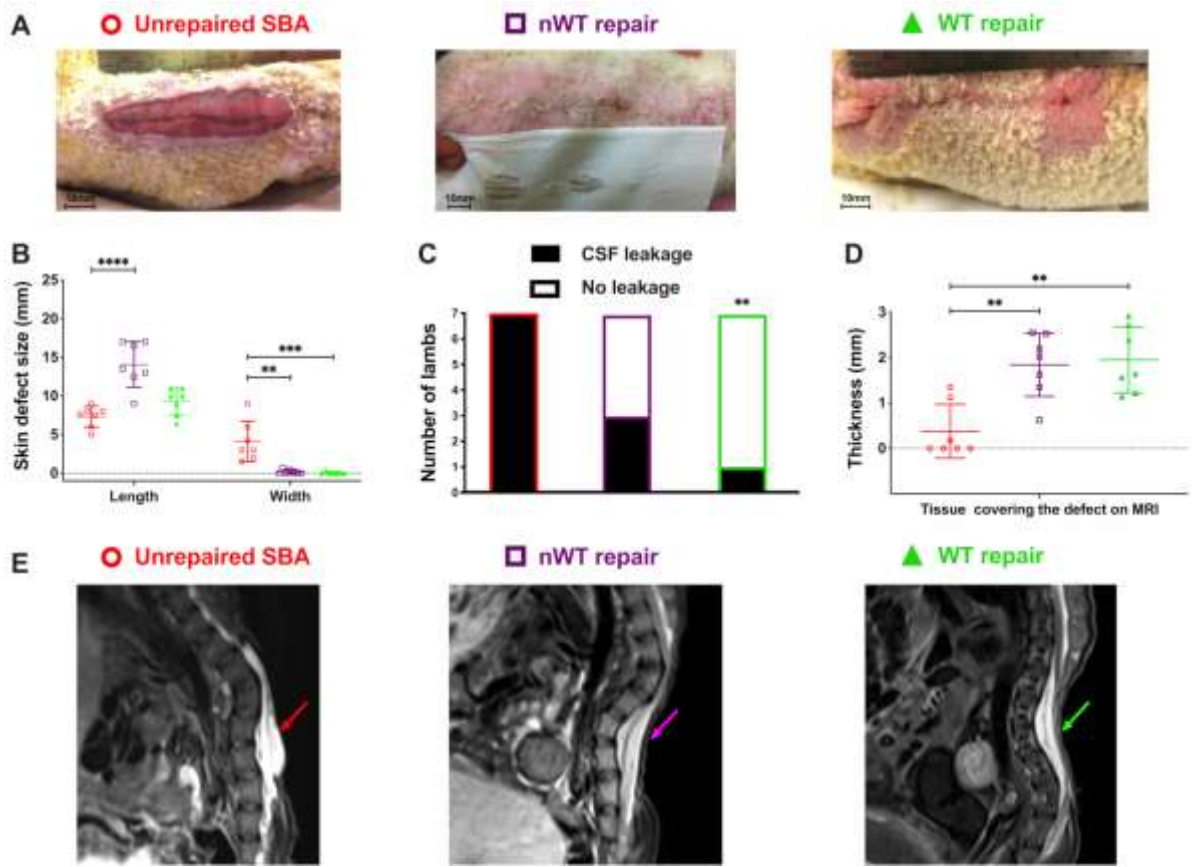 A
Unrepaired SBA
nWT repair
WT repair
10mm
10mm
10mm
B
****
***
**
Skin defect size (mm)
25
20
15
10
5
0
Length
Width
C
CSF leakage
No leakage
**
Number of lambs
7
6
5
4
3
2
1
0
D
**
**
Thickness (mm)
3
2
1
0
Tissue covering the defect on MRI
E
Unrepaired SBA
nWT repair
WT repair